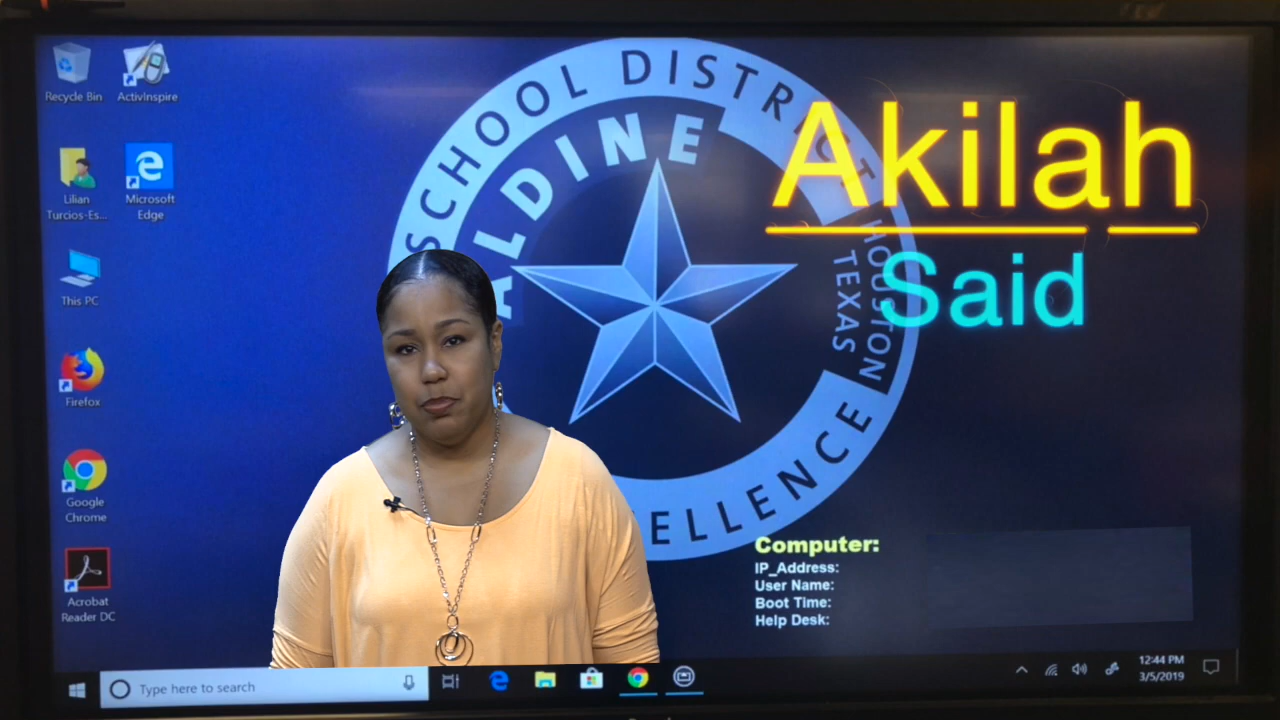 Recycle Bin
ActivInspire
Lilian
Turcios-Es...
Microsoft
Edge
This PC
Firefox
Google
Chrome
Acrobat
Reader DC
SCHOOL DISTRICT
ALDINE
HOUSTON
TEXAS
Akilah
Said
Computer:
IP_Address:
User Name:
Boot Time:
Help Desk:
Type here to search
12:44 PM
3/5/2019